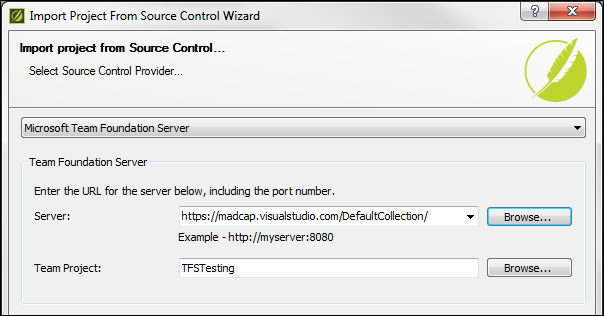 Import Project From Source Control Wizard
Import project from Source Control...
Select Source Control Provider...
Microsoft Team Foundation Server
Team Foundation Server
Enter the URL for the server below, including the port number.
Server: https://madcap.visualstudio.com/DefaultCollection/ Browse...
Example - http://myserver:8080
Team Project: TFSTesting Browse...